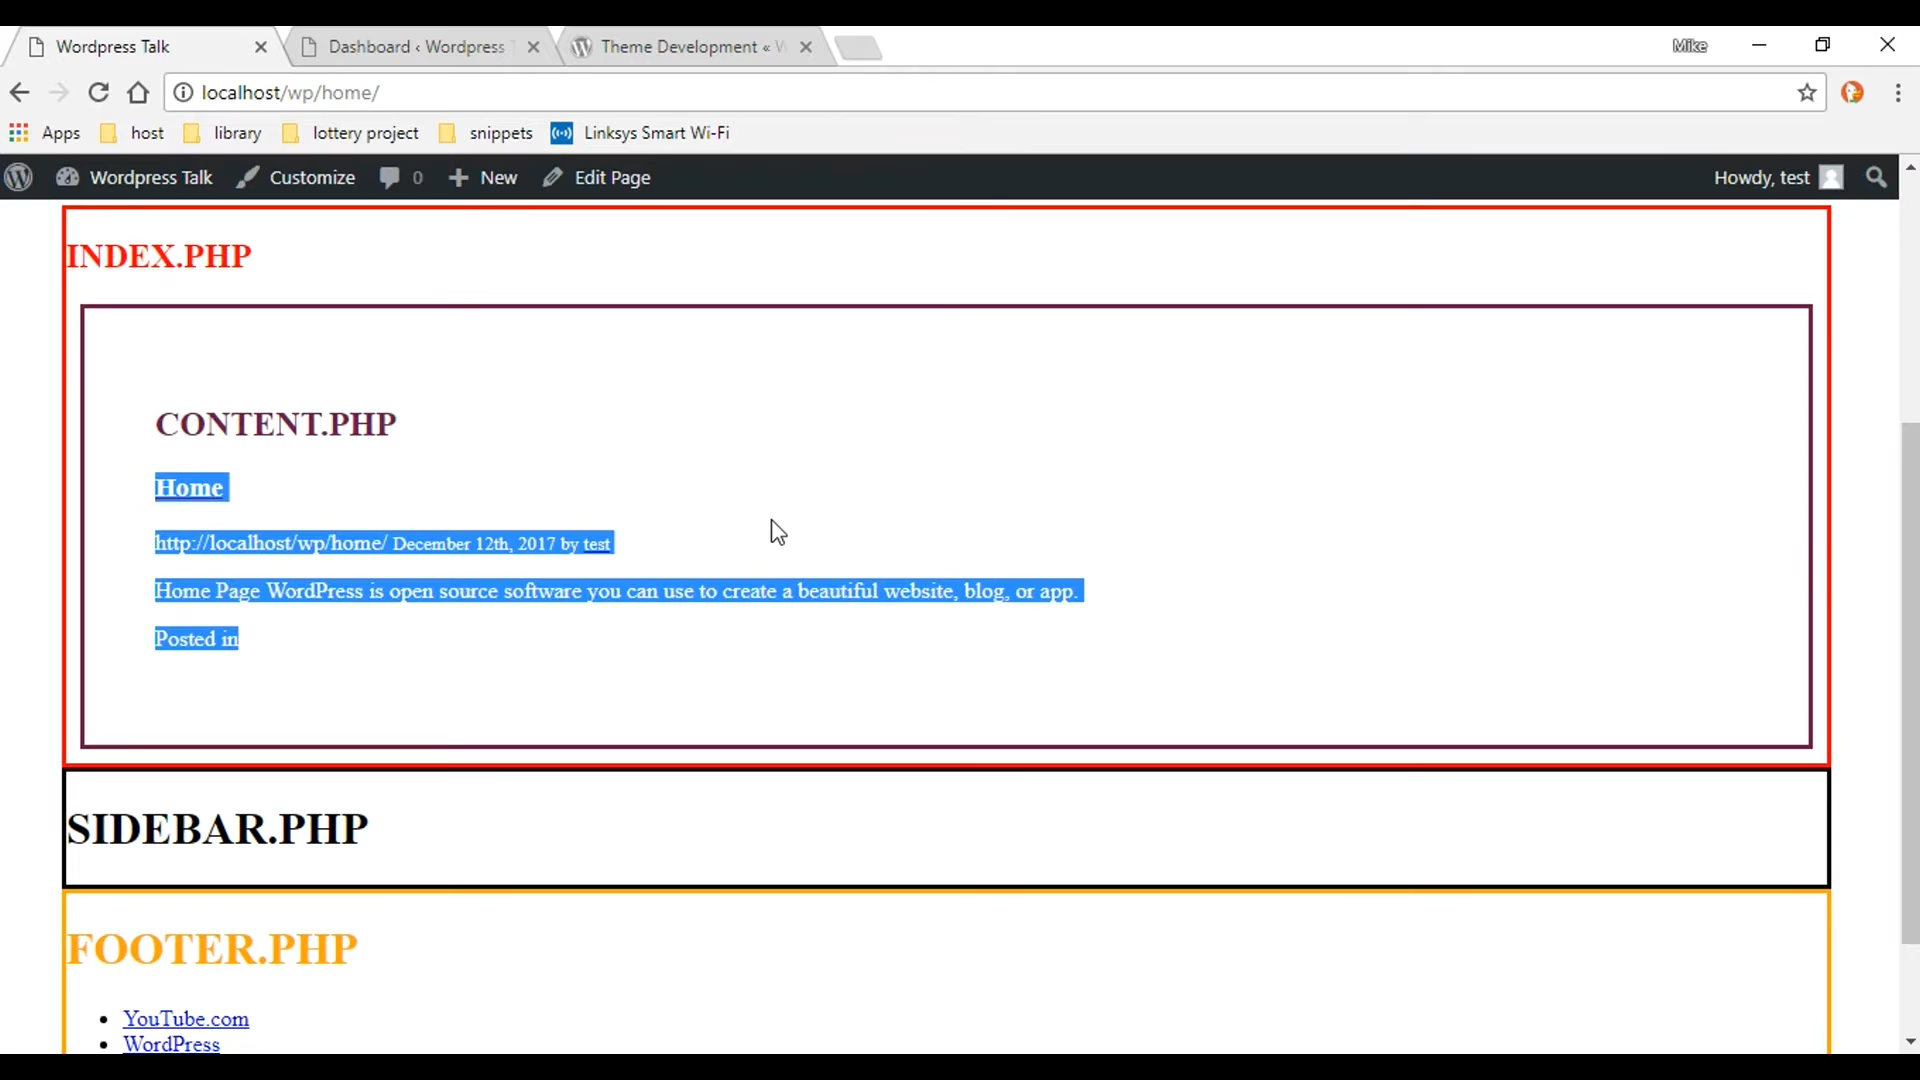 Wordpress Talk
Dashboard ‹ Wordpress
Theme Development «
Mike
localhost/wp/home/
Apps host library lottery project snippets Linksys Smart Wi-Fi
Wordpress Talk Customize 0 New Edit Page Howdy, test
INDEX.PHP
CONTENT.PHP
Home
http://localhost/wp/home/ December 12th, 2017 by test
Home Page WordPress is open source software you can use to create a beautiful website, blog, or app.
Posted in
SIDEBAR.PHP
FOOTER.PHP
YouTube.com
WordPress